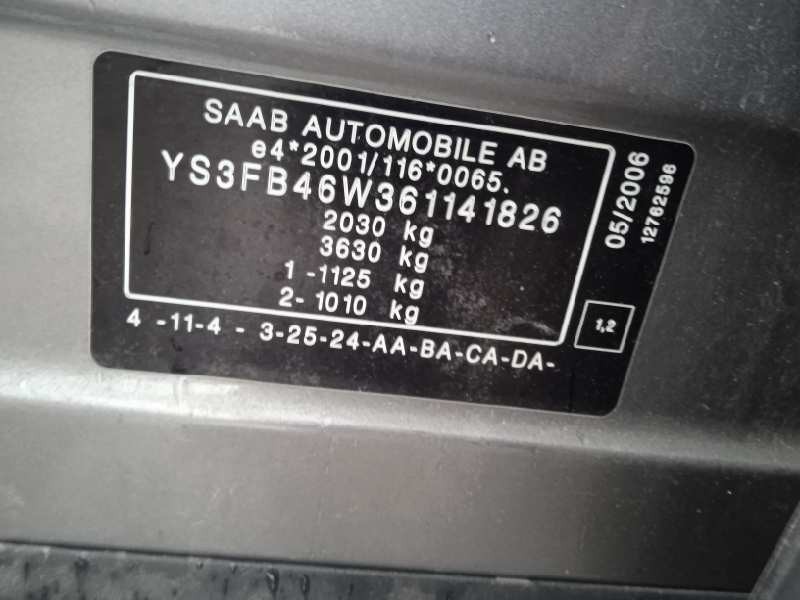 SAAB AUTOMOBILE AB
e4*2001/116*0065.
YS3FB46W361141826
2030 kg
3630 kg
1 -1125 kg
2- 1010 kg
4 -11-4 - 3-25-24-AA-BA-CA-DA-
05/2006
12762596
1,2